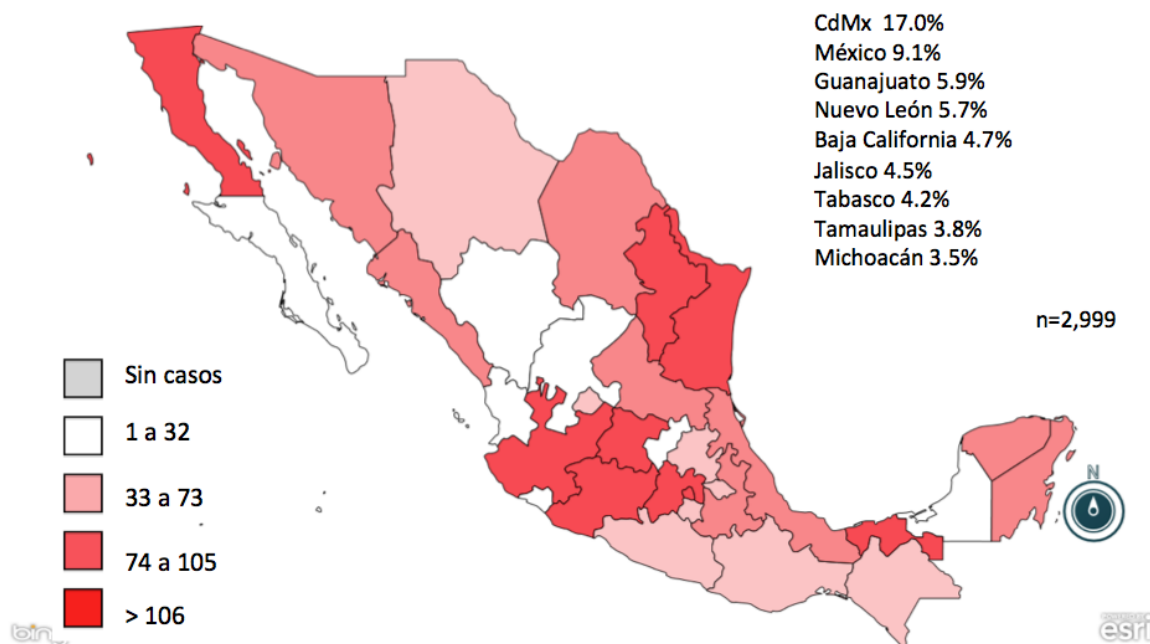 CdMx 17.0%
México 9.1%
Guanajuato 5.9%
Nuevo León 5.7%
Baja California 4.7%
Jalisco 4.5%
Tabasco 4.2%
Tamaulipas 3.8%
Michoacán 3.5%
n=2,999
Sin casos
1 a 32
33 a 73
74 a 105
> 106
N
bin
esri